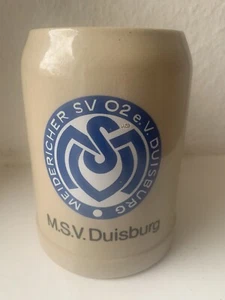 MEIDERICHER SV 02 e.V. DUISBURG
MSV
M.S.V. Duisburg